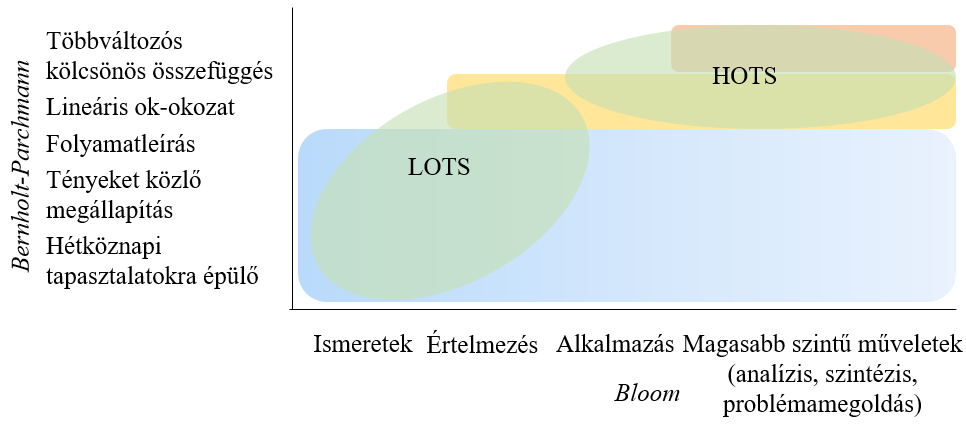 Bernholt-Parchmann
Többváltozós
kölcsönös összefüggés
Lineáris ok-okozat
Folyamatleírás
Tényeket közlő
megállapítás
Hétköznapi
tapasztalatokra épülő
HOTS
LOTS
Ismeretek
Értelmezés
Alkalmazás
Magasabb szintű műveletek
(analízis, szintézis,
problémamegoldás)
Bloom